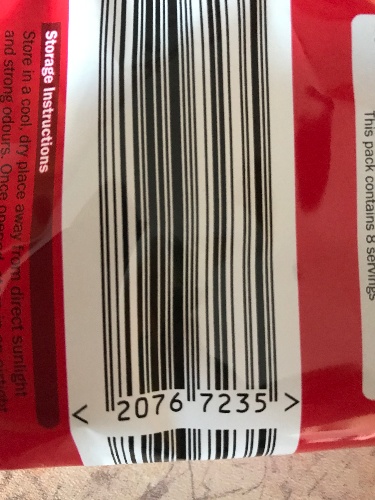 Storage Instructions
Store in a cool, dry place away from direct sunlight
and strong odours. Once opened
This pack contains 8 servings
< 2076 7235 >